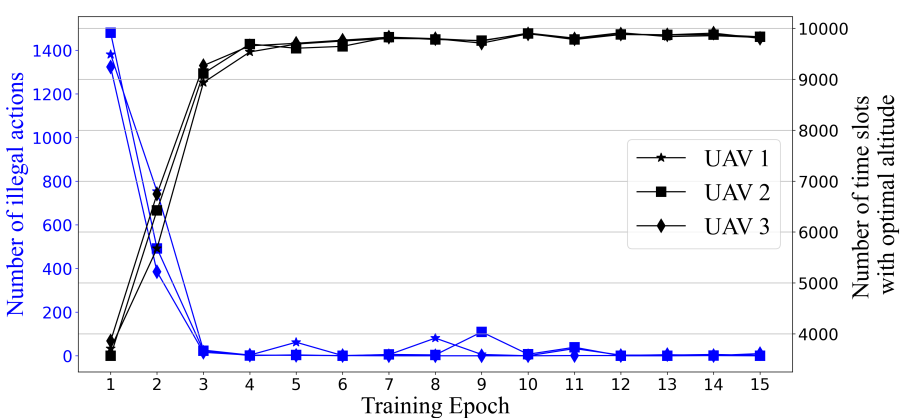 Number of illegal actions
1400
1200
1000
800
600
400
200
0
10000
9000
8000
7000
6000
5000
4000
Number of time slots
with optimal altitude
UAV 1
UAV 2
UAV 3
1 2 3 4 5 6 7 8 9 10 11 12 13 14 15
Training Epoch